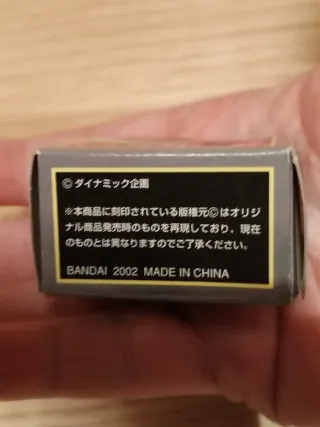 ©ダイナミック企画
※本商品に刻印されている版権元©はオリジ
ナル商品発売時のものを再現しており、現在
のものとは異なりますのでご了承ください。
BANDAI 2002 MADE IN CHINA